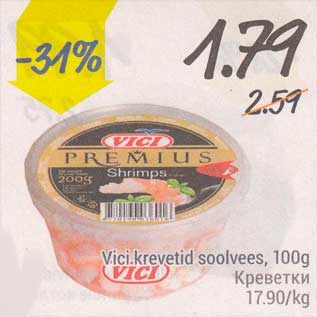 -31%
1.79
2.59
VICI
PREMIUS
Shrimps
200g
Vici krevetid soolvees, 100g
Креветки
17.90/kg
VICI